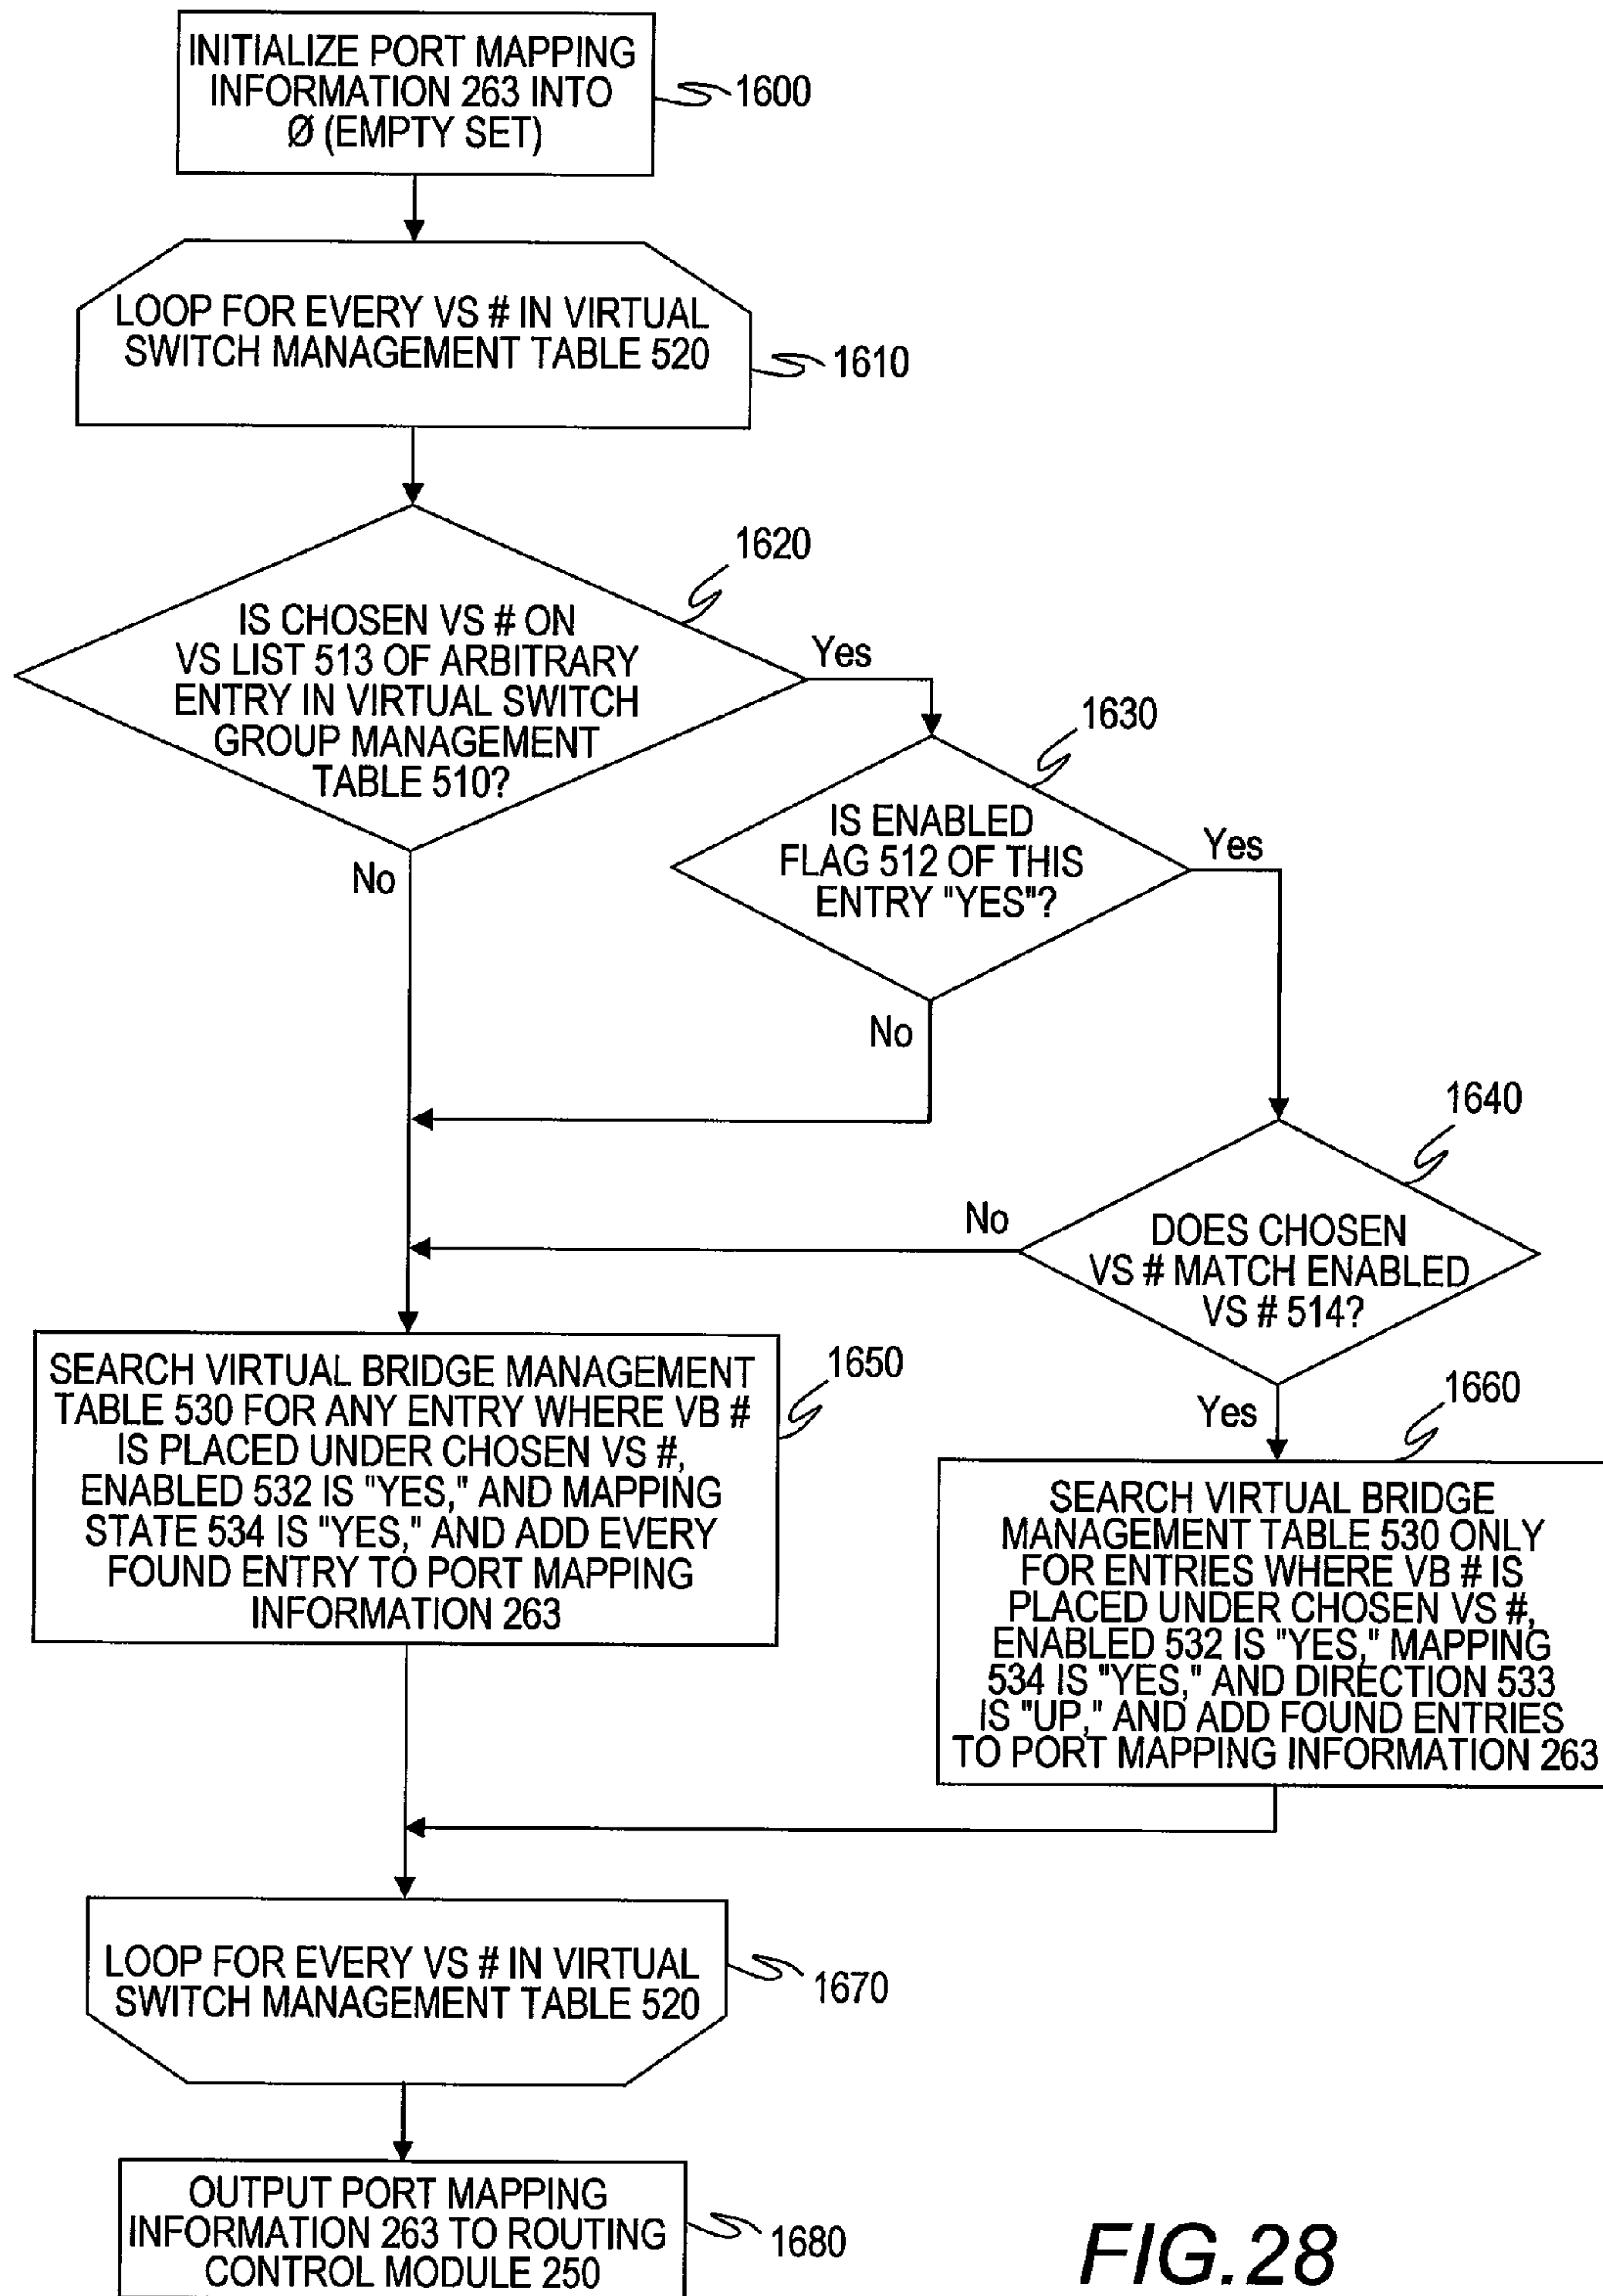 INITIALIZE PORT MAPPING
INFORMATION 263 INTO
Ø (EMPTY SET)
1600
LOOP FOR EVERY VS # IN VIRTUAL
SWITCH MANAGEMENT TABLE 520
1610
1620
IS CHOSEN VS # ON
VS LIST 513 OF ARBITRARY
ENTRY IN VIRTUAL SWITCH
GROUP MANAGEMENT
TABLE 510?
Yes
No
1630
IS ENABLED
FLAG 512 OF THIS
ENTRY "YES"?
Yes
No
1640
DOES CHOSEN
VS # MATCH ENABLED
VS # 514?
No
Yes
SEARCH VIRTUAL BRIDGE MANAGEMENT
TABLE 530 FOR ANY ENTRY WHERE VB #
IS PLACED UNDER CHOSEN VS #,
ENABLED 532 IS "YES," AND MAPPING
STATE 534 IS "YES," AND ADD EVERY
FOUND ENTRY TO PORT MAPPING
INFORMATION 263
1650
1660
SEARCH VIRTUAL BRIDGE
MANAGEMENT TABLE 530 ONLY
FOR ENTRIES WHERE VB # IS
PLACED UNDER CHOSEN VS #,
ENABLED 532 IS "YES," MAPPING
534 IS "YES," AND DIRECTION 533
IS "UP," AND ADD FOUND ENTRIES
TO PORT MAPPING INFORMATION 263
LOOP FOR EVERY VS # IN VIRTUAL
SWITCH MANAGEMENT TABLE 520
1670
OUTPUT PORT MAPPING
INFORMATION 263 TO ROUTING
CONTROL MODULE 250
1680
FIG.28